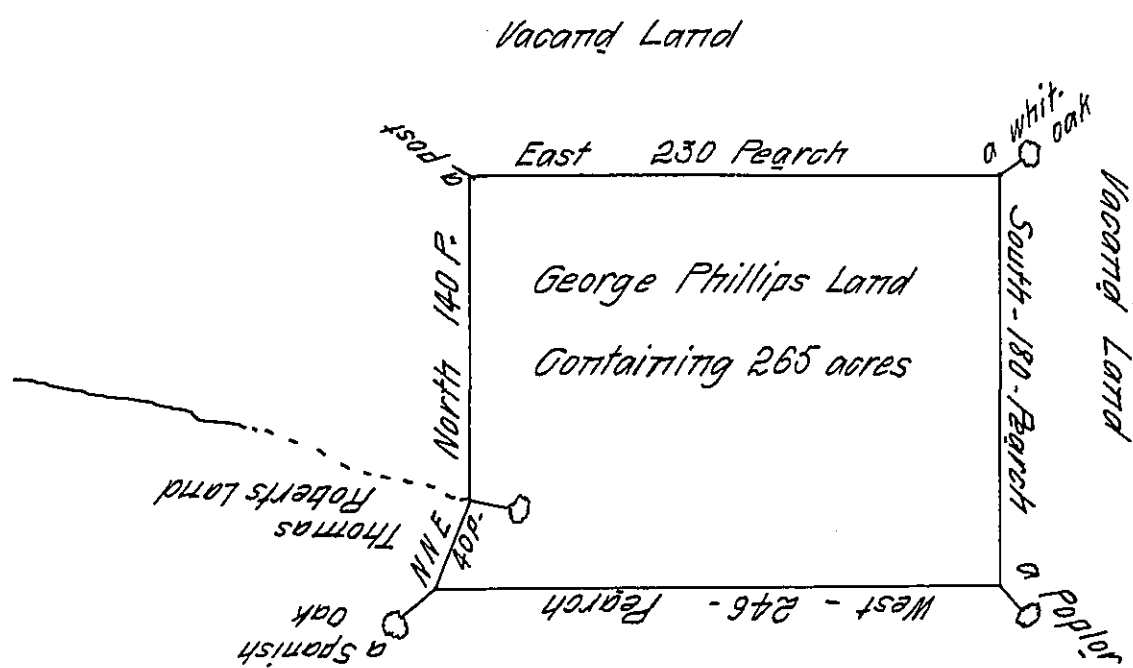 Vacand Land
a post
East 230 Pearch
a whit.
oak
Vacand Land
South - 180 - Pearch
North 140 P.
George Phillips Land
Containing 265 acres
Thomas
Roberts Land
NNE
40 p.
a poplor
West - 246 - Pearch
a Spanish
oak